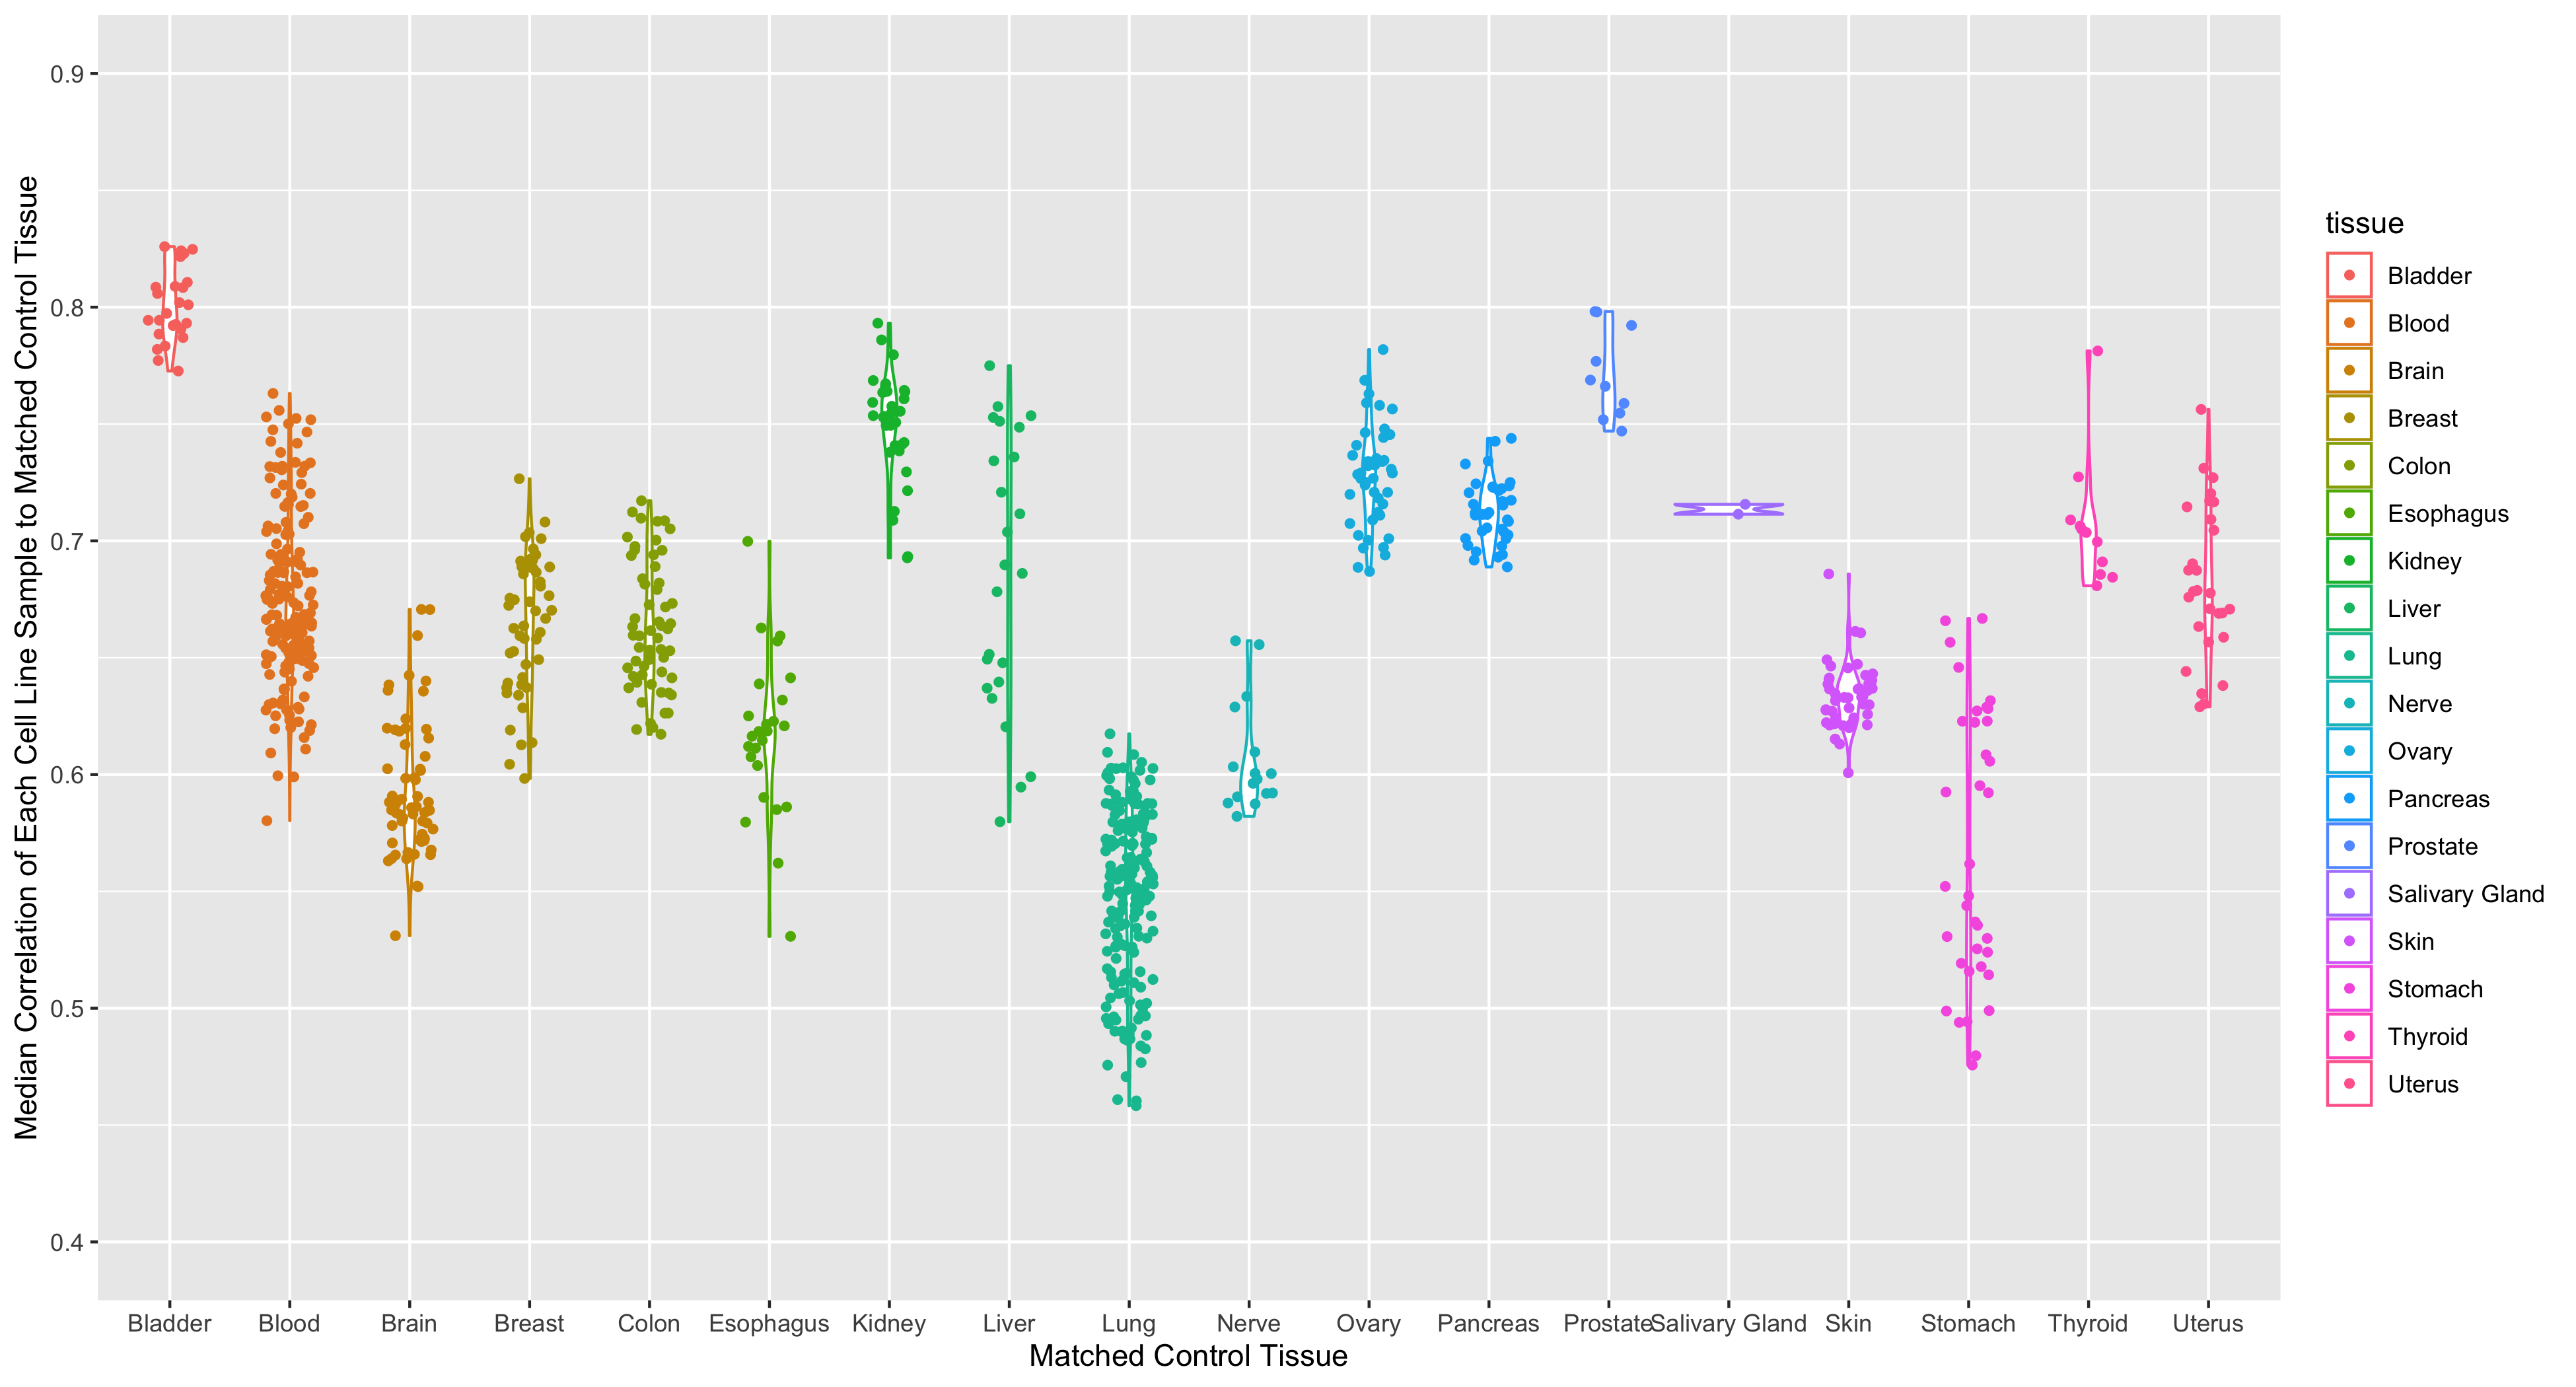 Median Correlation of Each Cell Line Sample to Matched Control Tissue
0.9
0.8
0.7
0.6
0.5
0.4
Bladder Blood Brain Breast Colon Esophagus Kidney Liver Lung Nerve Ovary Pancreas Prostate Salivary Gland Skin Stomach Thyroid Uterus
Matched Control Tissue
tissue
Bladder
Blood
Brain
Breast
Colon
Esophagus
Kidney
Liver
Lung
Nerve
Ovary
Pancreas
Prostate
Salivary Gland
Skin
Stomach
Thyroid
Uterus